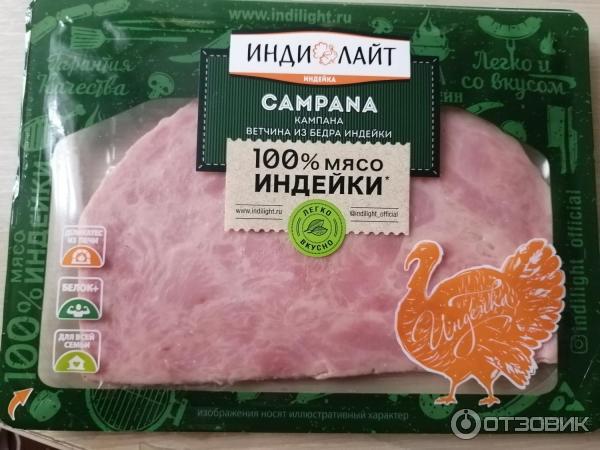 www.indilight.ru
Гарантия
Качества
ИНДИ ЛАЙТ
ИНДЕЙКА
Легко и
со вкусом
CAMPANA
КАМПАНА
ВЕТЧИНА ИЗ БЕДРА ИНДЕЙКИ
100% МЯСО
ИНДЕЙКИ*
www.indilight.ru
@indilight_official
ЛЕГКО
ВКУСНО
100% МЯСО ИНДЕЙКИ
ДЕЛИКАТЕС
ИЗ ПЕЧИ
БЕЛОК+
ДЛЯ ВСЕЙ
СЕМЬИ
Индейка
indilight_official
изображения носят иллюстративный характер
ОТЗОВИК